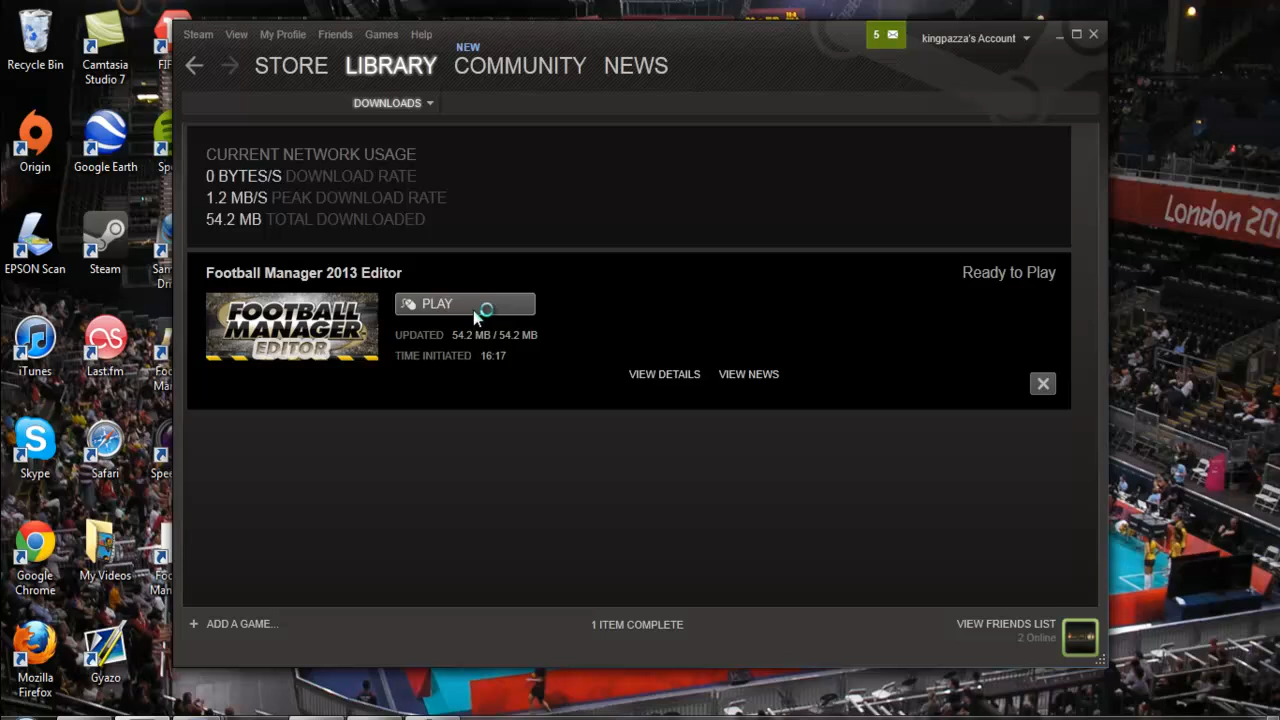 Recycle Bin
Camtasia
Studio 7
Origin
Google Earth
EPSON Scan
Steam
iTunes
Last.fm
Skype
Safari
Google
Chrome
My Videos
Mozilla
Firefox
Gyazo
Steam View My Profile Friends Games Help
5
kingpazza's Account
NEW
STORE LIBRARY COMMUNITY NEWS
DOWNLOADS
CURRENT NETWORK USAGE
0 BYTES/S DOWNLOAD RATE
1.2 MB/S PEAK DOWNLOAD RATE
54.2 MB TOTAL DOWNLOADED
Football Manager 2013 Editor
Ready to Play
FOOTBALL
MANAGER
EDITOR
PLAY
UPDATED 54.2 MB / 54.2 MB
TIME INITIATED 16:17
VIEW DETAILS VIEW NEWS
+ ADD A GAME...
1 ITEM COMPLETE
VIEW FRIENDS LIST
2 Online
London 201